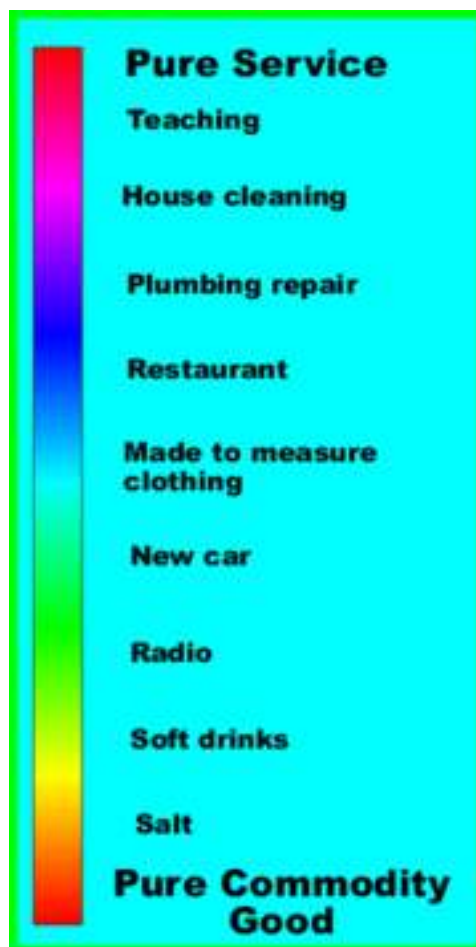 Pure Service
Teaching
House cleaning
Plumbing repair
Restaurant
Made to measure
clothing
New car
Radio
Soft drinks
Salt
Pure Commodity
Good